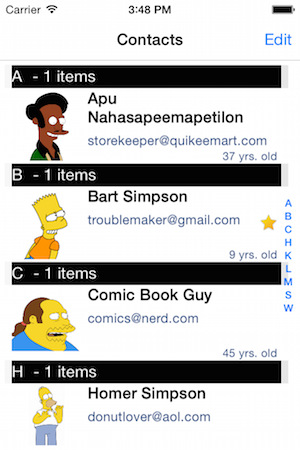 Carrier 3:48 PM
Contacts Edit
A - 1 items
Apu
Nahasapeemapetilon
storekeeper@quikeemart.com
37 yrs. old
B - 1 items
Bart Simpson
troublemaker@gmail.com
9 yrs. old
C - 1 items
Comic Book Guy
comics@nerd.com
45 yrs. old
H - 1 items
Homer Simpson
donutlover@aol.com
A
B
C
H
K
L
M
S
W